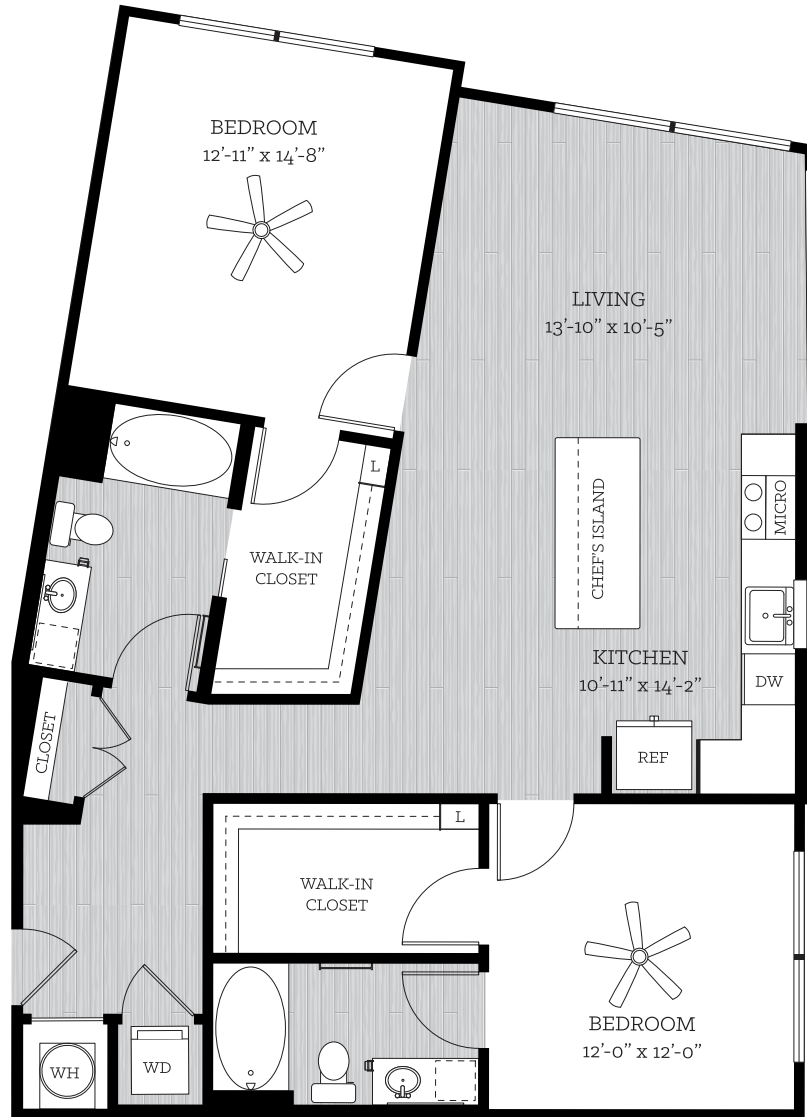 BEDROOM
12’-11” x 14’-8”
LIVING
13’-10” x 10’-5”
L
MICRO
CHEF’S ISLAND
WALK-IN
CLOSET
KITCHEN
10’-11” x 14’-2”
DW
CLOSET
REF
L
WALK-IN
CLOSET
BEDROOM
12’-0” x 12’-0”
WH
WD